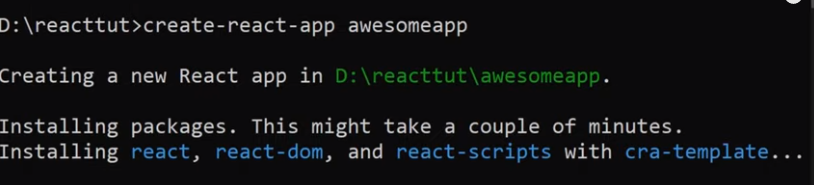 D:\reacttut>create-react-app awesomeapp
Creating a new React app in D:\reacttut\awesomeapp.
Installing packages. This might take a couple of minutes.
Installing react, react-dom, and react-scripts with cra-template...